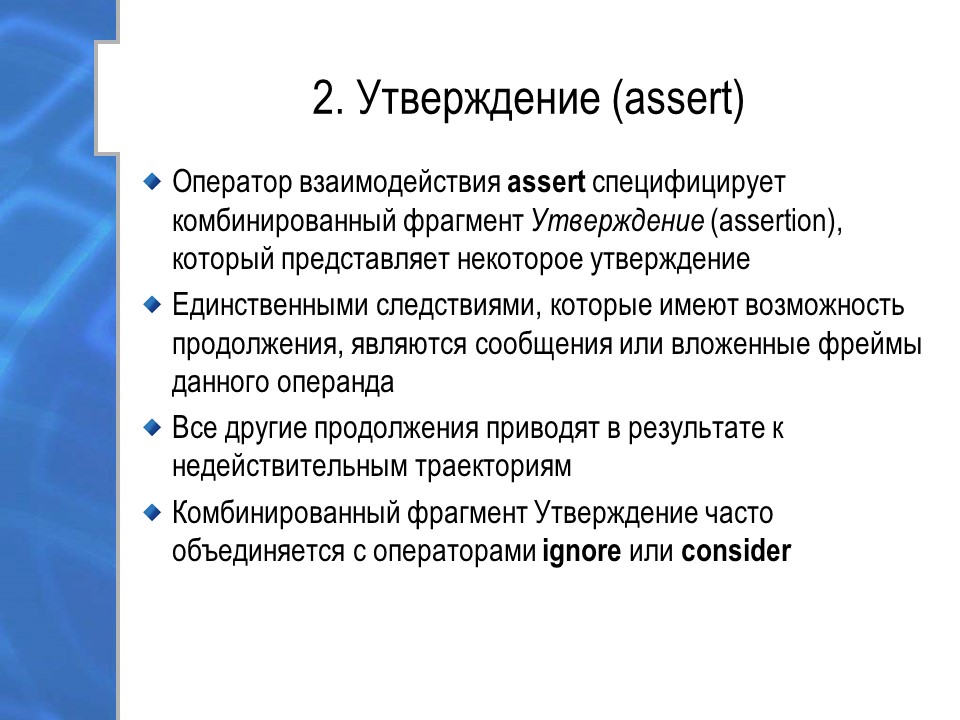 2. Утверждение (assert)
Оператор взаимодействия assert специфицирует
комбинированный фрагмент Утверждение (assertion),
который представляет некоторое утверждение
Единственными следствиями, которые имеют возможность
продолжения, являются сообщения или вложенные фреймы
данного операнда
Все другие продолжения приводят в результате к
недействительным траекториям
Комбинированный фрагмент Утверждение часто
объединяется с операторами ignore или consider